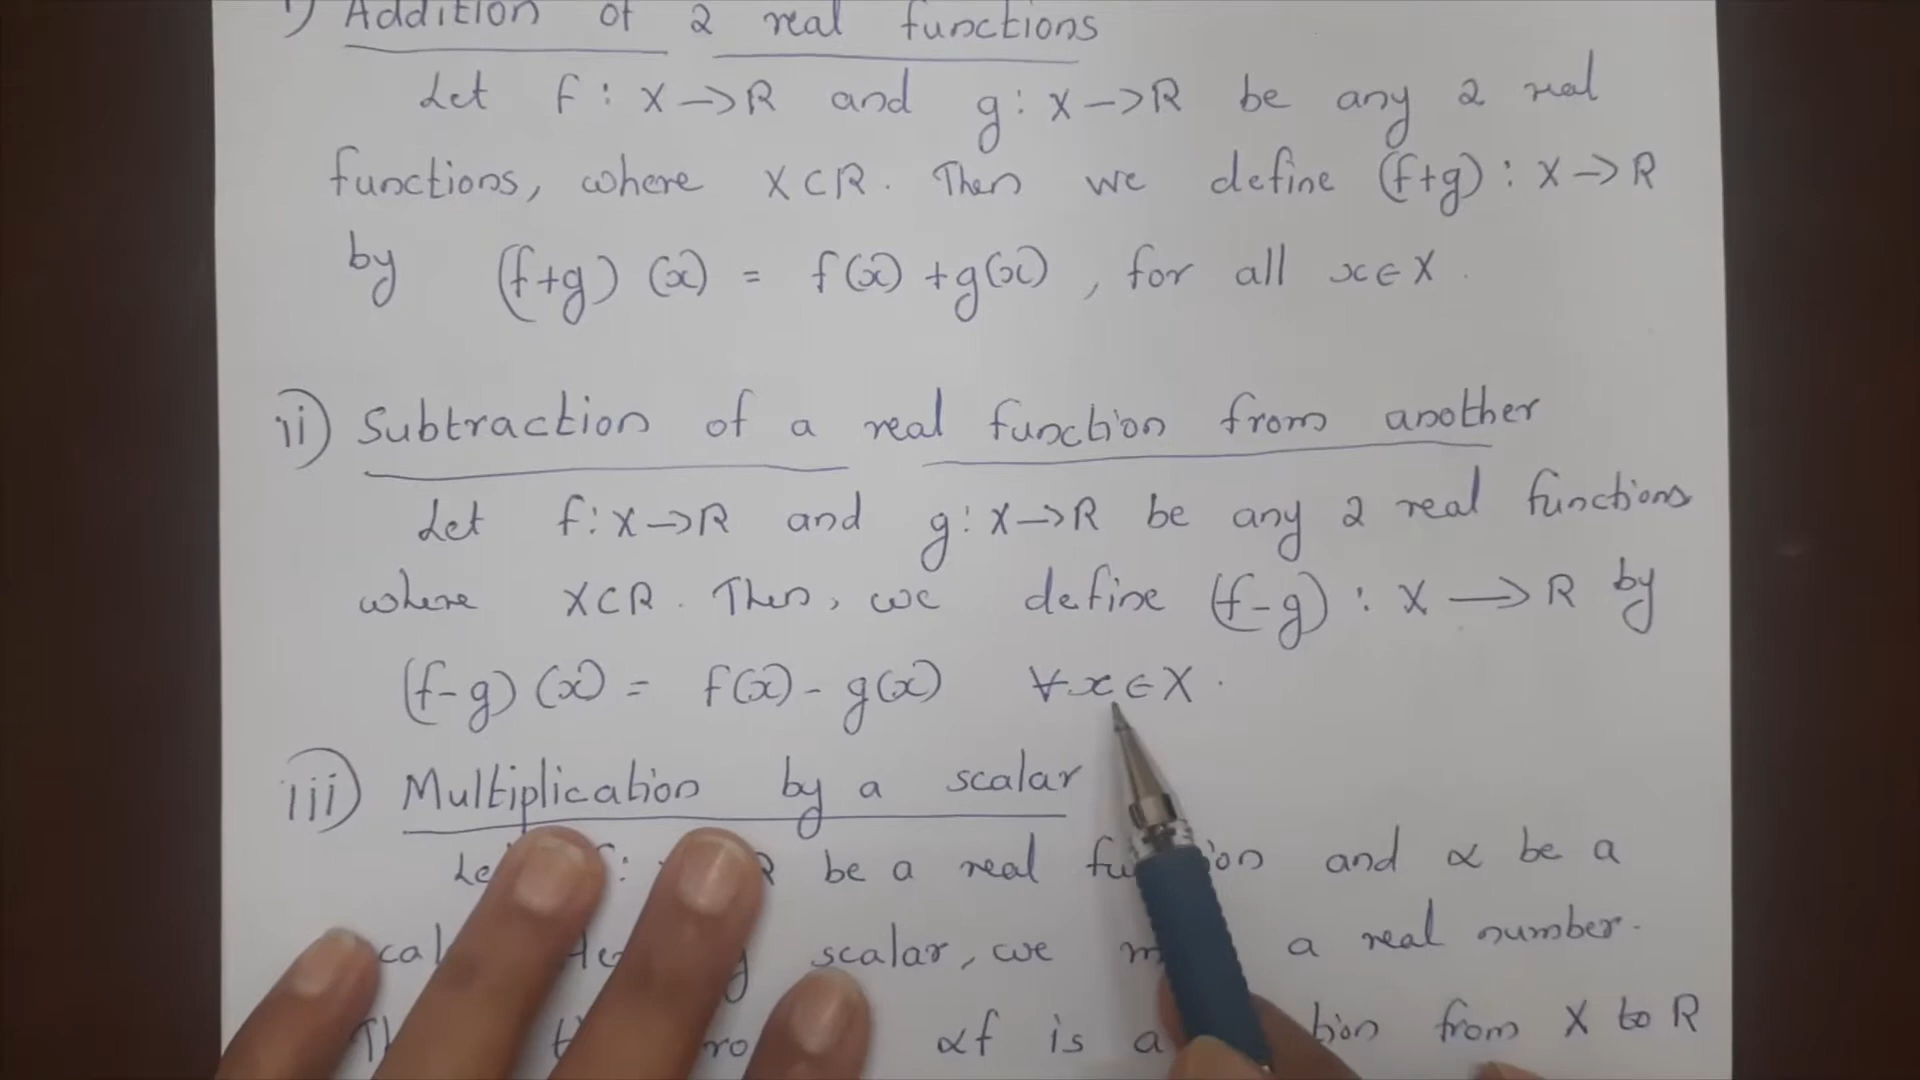 i) Addition of 2 real functions
Let f : X → R and g : X → R be any 2 real
functions, where X ⊂ R. Then we define (f+g) : X → R
by (f+g) (x) = f(x) + g(x) , for all x ∈ X .
ii) Subtraction of a real function from another
Let f : X → R and g : X → R be any 2 real functions
where X ⊂ R. Then, we define (f-g) : X → R by
(f-g) (x) = f(x) - g(x) ∀ x ∈ X .
iii) Multiplication by a scalar
be a real and α be a
scalar, we a real number.
αf is a from X to R